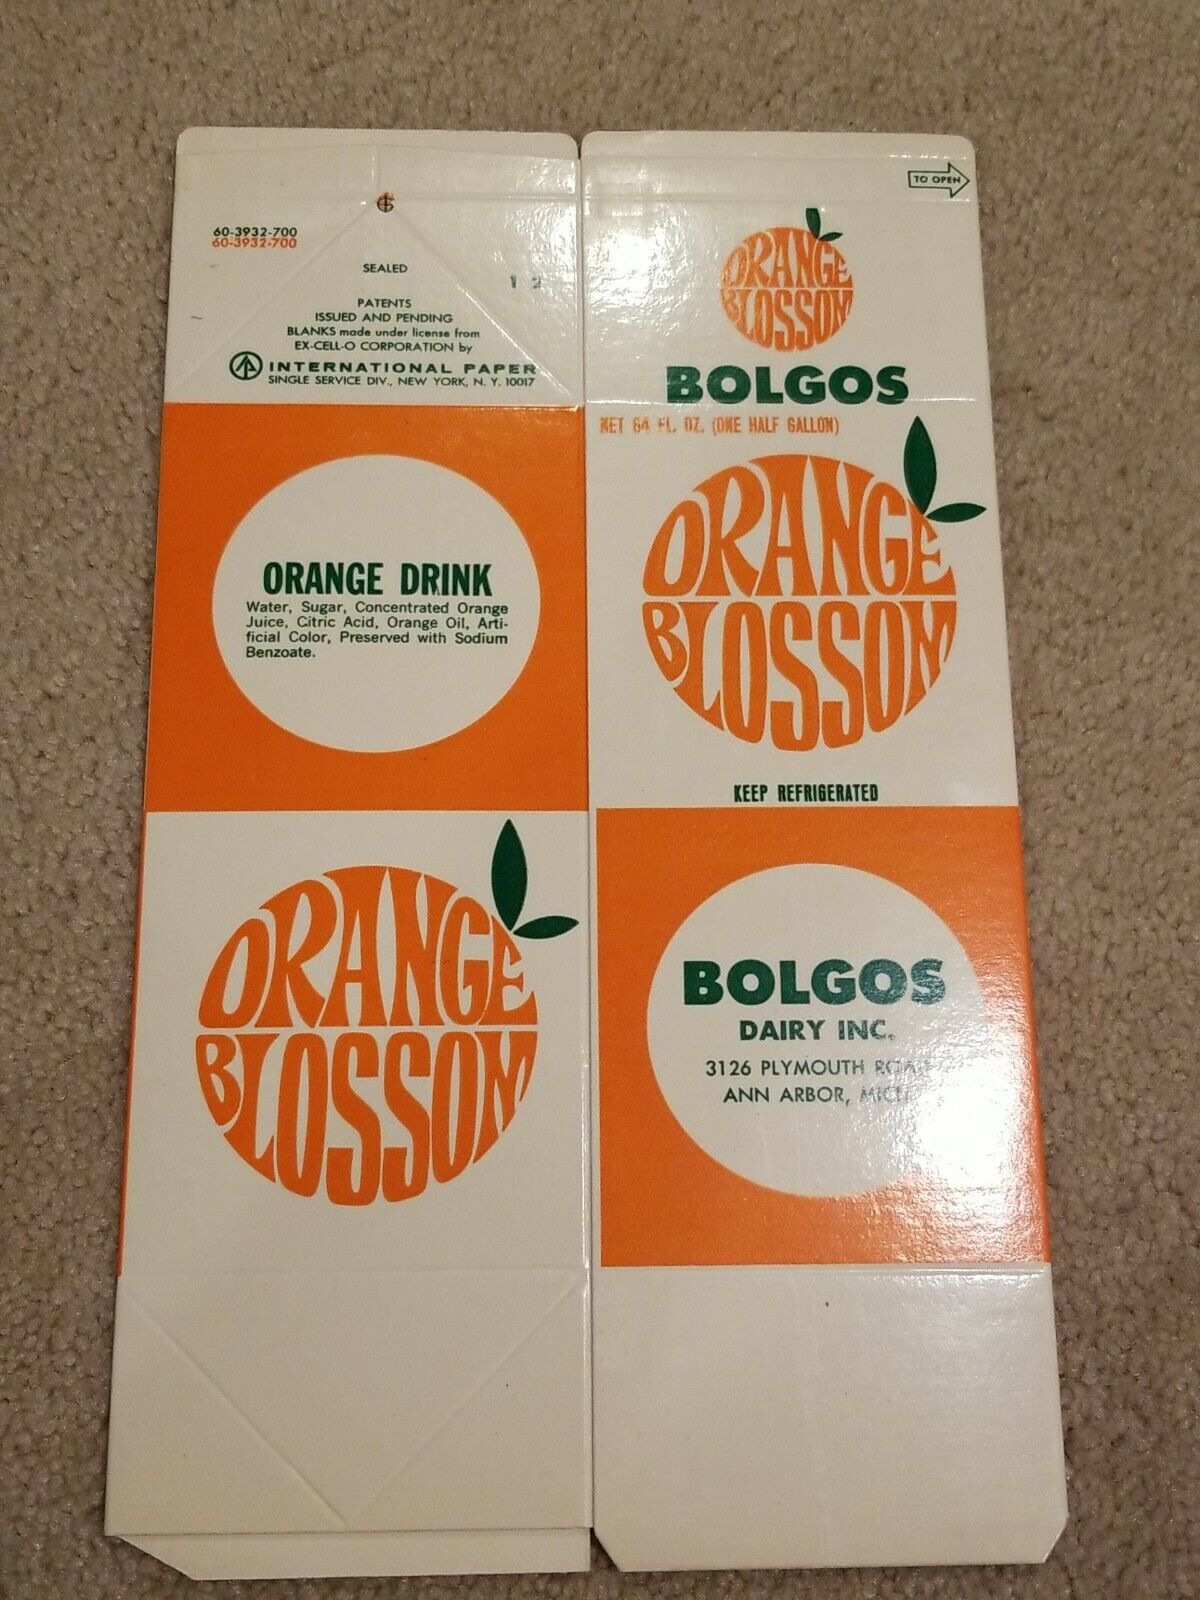 60-3932-700
60-3932-700
SEALED
PATENTS
ISSUED AND PENDING
BLANKS made under license from
EX-CELL-O CORPORATION by
INTERNATIONAL PAPER
SINGLE SERVICE DIV., NEW YORK, N. Y. 10017
ORANGE DRINK
Water, Sugar, Concentrated Orange
Juice, Citric Acid, Orange Oil, Arti-
ficial Color, Preserved with Sodium
Benzoate.
ORANGE
BLOSSOM
TO OPEN
ORANGE
BLOSSOM
BOLGOS
NET 64 FL. OZ. (ONE HALF GALLON)
ORANGE
BLOSSOM
KEEP REFRIGERATED
BOLGOS
DAIRY INC.
3126 PLYMOUTH ROAD
ANN ARBOR, MICH.